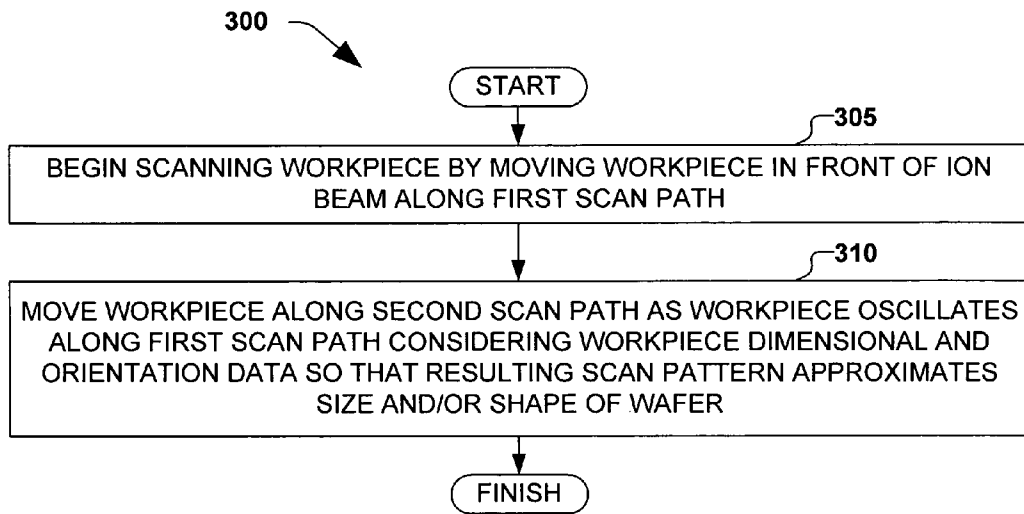 300
START
305
BEGIN SCANNING WORKPIECE BY MOVING WORKPIECE IN FRONT OF ION
BEAM ALONG FIRST SCAN PATH
310
MOVE WORKPIECE ALONG SECOND SCAN PATH AS WORKPIECE OSCILLATES
ALONG FIRST SCAN PATH CONSIDERING WORKPIECE DIMENSIONAL AND
ORIENTATION DATA SO THAT RESULTING SCAN PATTERN APPROXIMATES
SIZE AND/OR SHAPE OF WAFER
FINISH